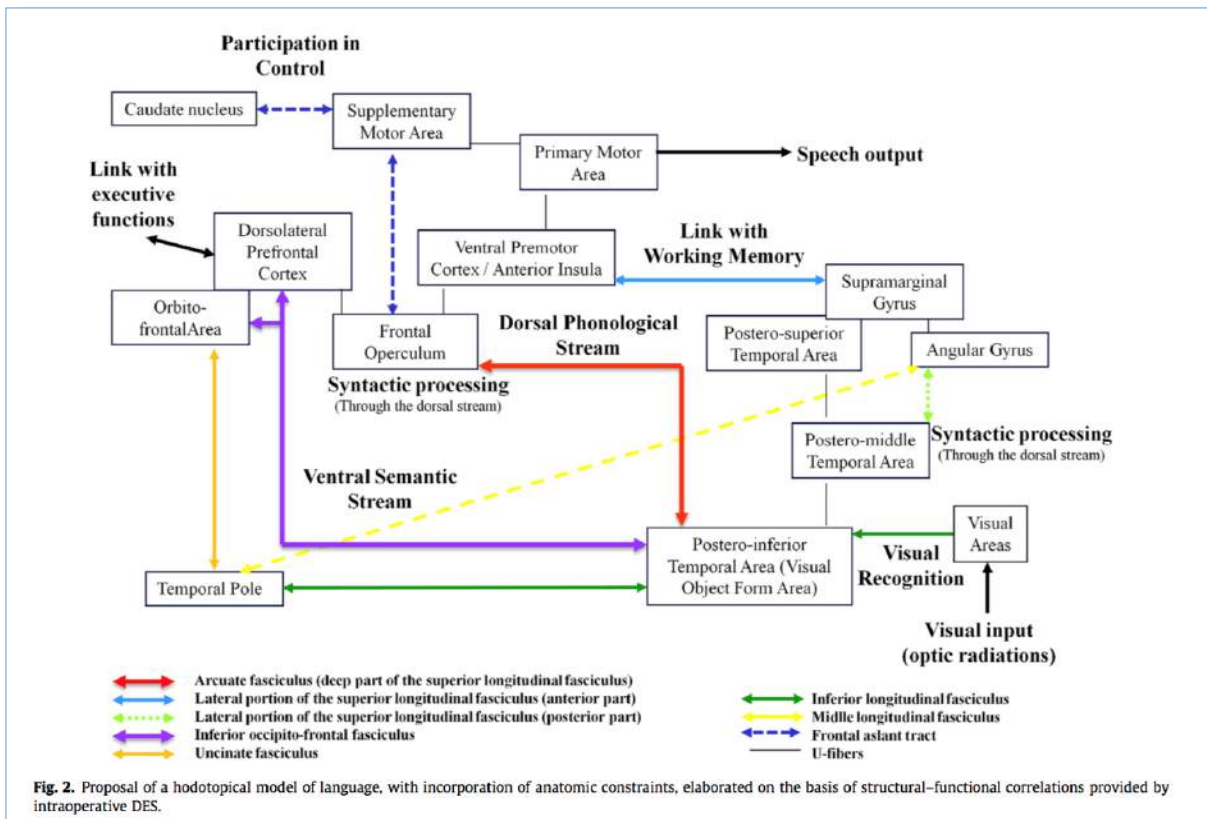 Participation in
Control
Caudate nucleus
Supplementary
Motor Area
Primary Motor
Area
Speech output
Link with
executive
functions
Dorsolateral
Prefrontal
Cortex
Ventral Premotor
Cortex / Anterior Insula
Link with
Working Memory
Supramarginal
Gyrus
Orbito-
frontalArea
Frontal
Operculum
Dorsal Phonological
Stream
Postero-superior
Temporal Area
Angular Gyrus
Syntactic processing
(Through the dorsal stream)
Postero-middle
Temporal Area
Syntactic processing
(Through the dorsal stream)
Ventral Semantic
Stream
Postero-inferior
Temporal Area (Visual
Object Form Area)
Visual
Areas
Visual
Recognition
Temporal Pole
Visual input
(optic radiations)
Arcuate fasciculus (deep part of the superior longitudinal fasciculus)
Lateral portion of the superior longitudinal fasciculus (anterior part)
Lateral portion of the superior longitudinal fasciculus (posterior part)
Inferior occipito-frontal fasciculus
Uncinate fasciculus
Inferior longitudinal fasciculus
Midlle longitudinal fasciculus
Frontal aslant tract
U-fibers
Fig. 2. Proposal of a hodotopical model of language, with incorporation of anatomic constraints, elaborated on the basis of structural–functional correlations provided by
intraoperative DES.